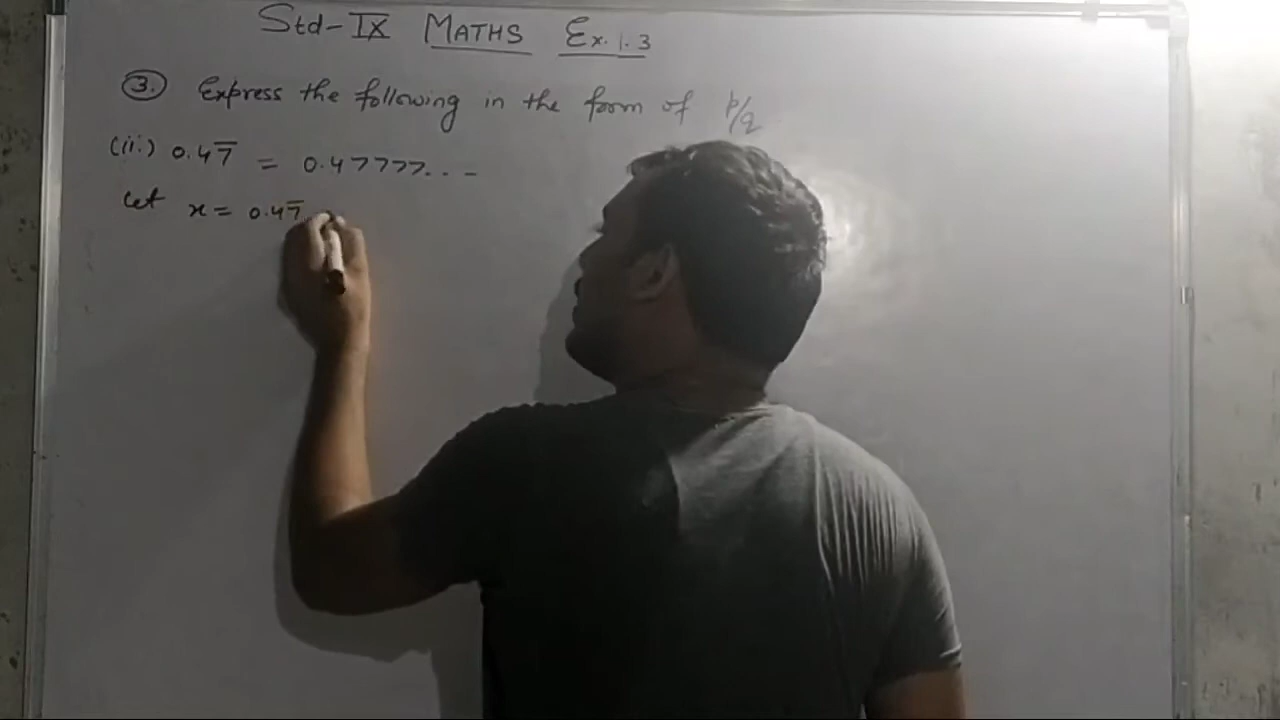 Std-IX MATHS Ex. 1.3
3. Express the following in the form of p/q
(ii.) 0.47̅ = 0.47777...-
Let x = 0.47̅